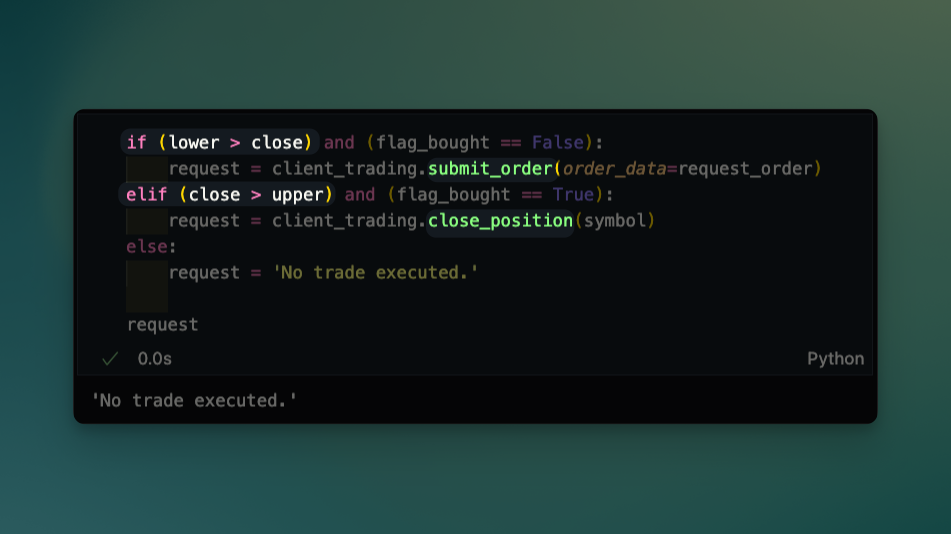 if (lower > close) and (flag_bought == False):
    request = client_trading.submit_order(order_data=request_order)
elif (close > upper) and (flag_bought == True):
    request = client_trading.close_position(symbol)
else:
    request = 'No trade executed.'
request
0.0s
Python
'No trade executed.'